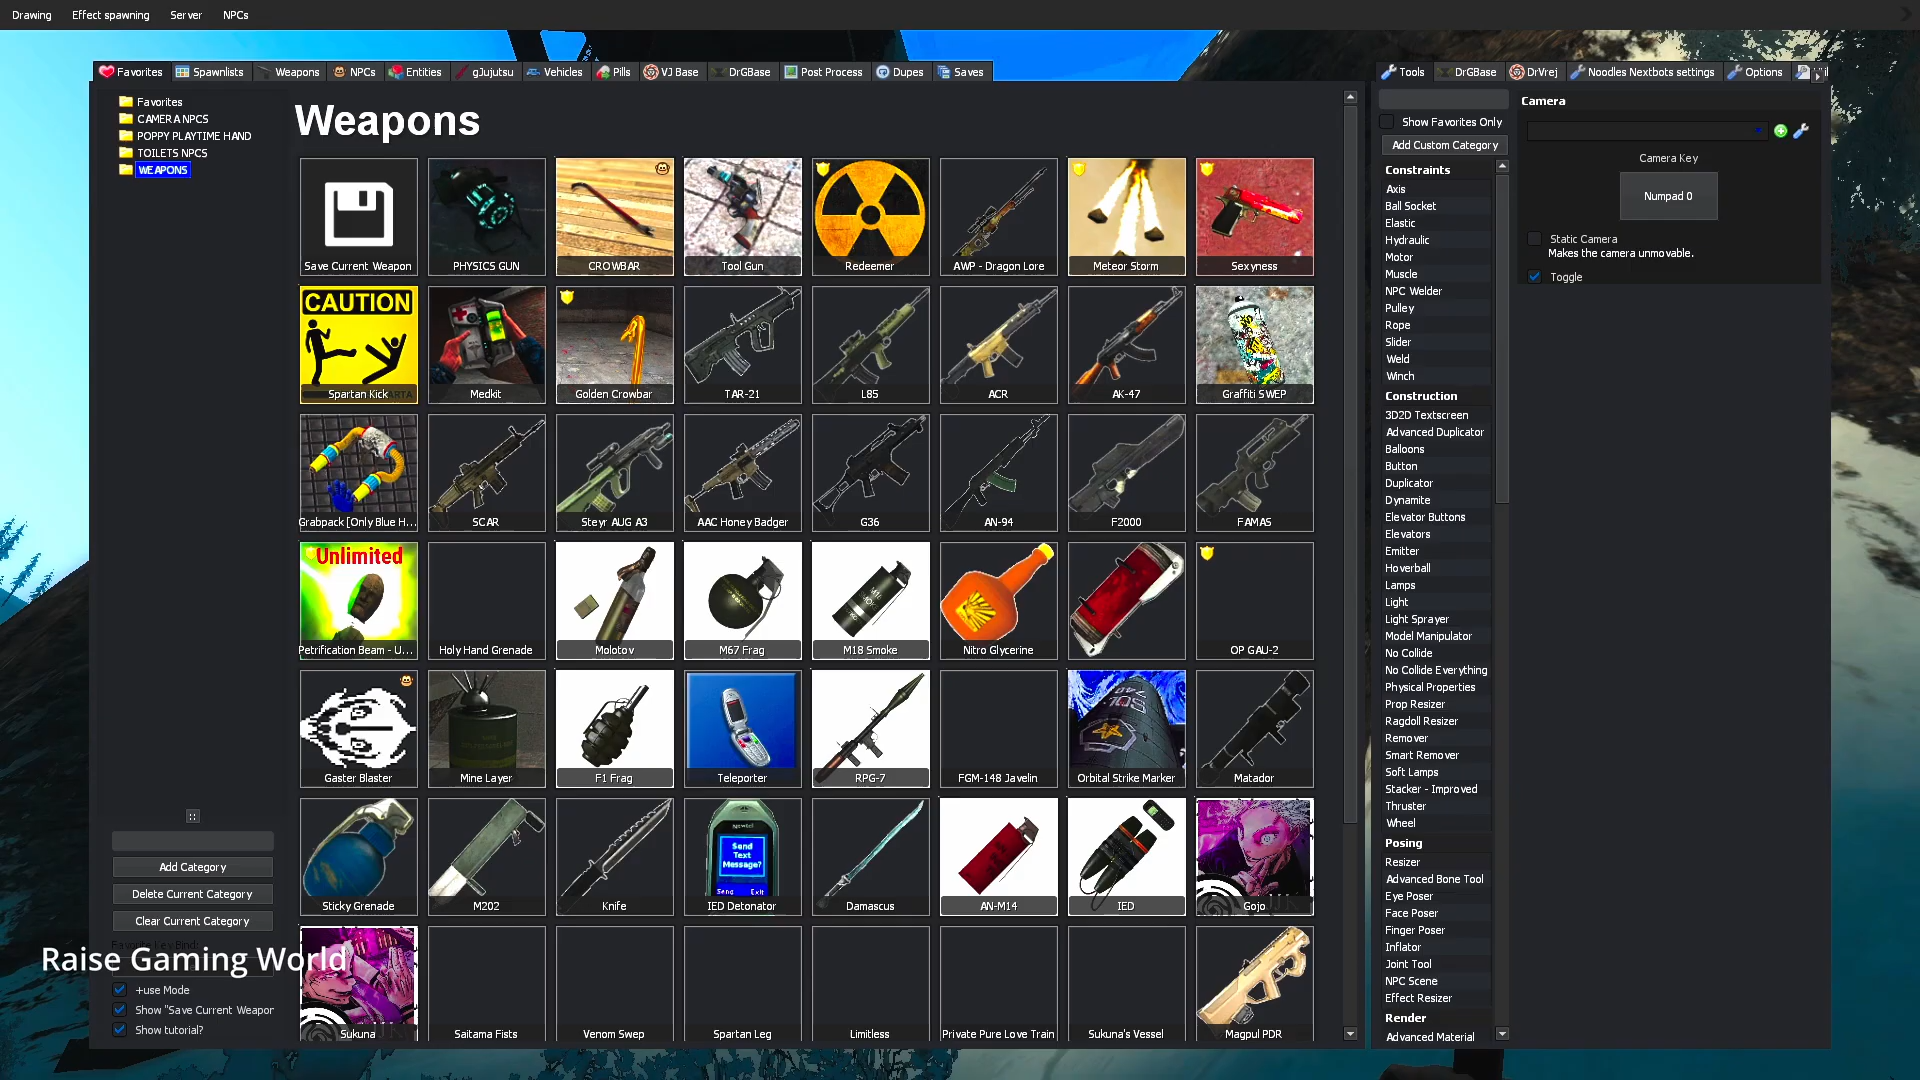 Drawing Effect spawning Server NPCs
Favorites Spawnlists Weapons NPCs Entities gJujutsu Vehicles Pills VJ Base DrGBase Post Process Dupes Saves
Tools DrGBase DrVrej Noodles Nextbots settings Options
Favorites
CAMERA NPCS
POPPY PLAYTIME HAND
TOILETS NPCS
WEAPONS
Add Category
Delete Current Category
Clear Current Category
Raise Gaming World
+use Mode
Show "Save Current Weapon
Show tutorial?
Weapons
Save Current Weapon PHYSICS GUN CROWBAR Tool Gun Redeemer AWP - Dragon Lore Meteor Storm Sexyness
CAUTION
Spartan Kick Medkit Golden Crowbar TAR-21 L85 ACR AK-47 Graffiti SWEP
Grabpack [Only Blue H... SCAR Steyr AUG A3 AAC Honey Badger G36 AN-94 F2000 FAMAS
Unlimited
Petrification Beam - U... Holy Hand Grenade Molotov M67 Frag M18 Smoke Nitro Glycerine OP GAU-2
Gaster Blaster Mine Layer F1 Frag Teleporter RPG-7 FGM-148 Javelin Orbital Strike Marker Matador
Send
Text
Message?
Send Exit
Sticky Grenade M202 Knife IED Detonator Damascus AN-M14 IED Gojo
Sukuna Saitama Fists Venom Swep Spartan Leg Limitless Private Pure Love Train Sukuna's Vessel Magpul PDR
Show Favorites Only
Add Custom Category
Constraints
Axis
Ball Socket
Elastic
Hydraulic
Motor
Muscle
NPC Welder
Pulley
Rope
Slider
Weld
Winch
Construction
3D2D Textscreen
Advanced Duplicator
Balloons
Button
Duplicator
Dynamite
Elevator Buttons
Elevators
Emitter
Hoverball
Lamps
Light
Light Sprayer
Model Manipulator
No Collide
No Collide Everything
Physical Properties
Prop Resizer
Ragdoll Resizer
Remover
Smart Remover
Soft Lamps
Stacker - Improved
Thruster
Wheel
Posing
Resizer
Advanced Bone Tool
Eye Poser
Face Poser
Finger Poser
Inflator
Joint Tool
NPC Scene
Effect Resizer
Render
Advanced Material
Camera
Camera Key
Numpad 0
Static Camera
Makes the camera unmovable.
Toggle